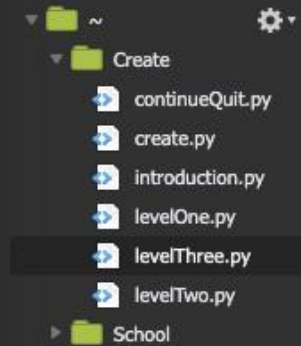 ~
Create
continueQuit.py
create.py
introduction.py
levelOne.py
levelThree.py
levelTwo.py
School